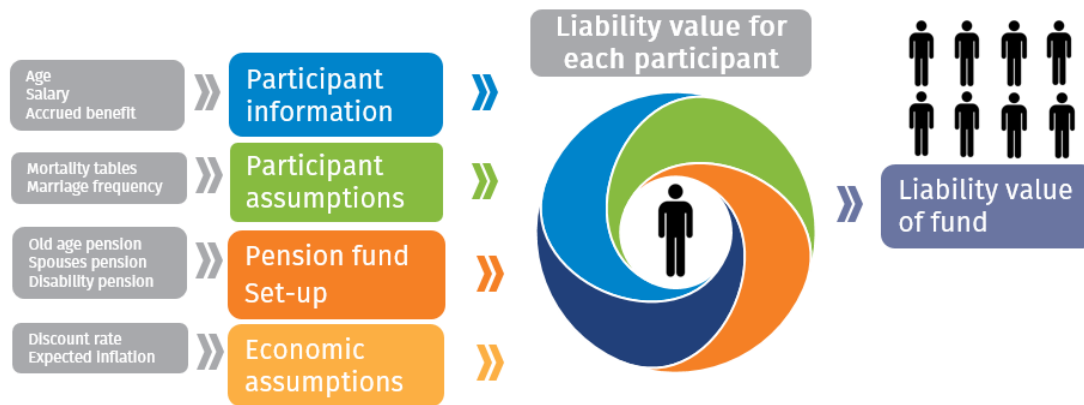 Liability value for
each participant
Age
Salary
Accrued benefit
Participant
information
Mortality tables
Marriage frequency
Participant
assumptions
Liability value
of fund
Old age pension
Spouses pension
Disability pension
Pension fund
Set-up
Discount rate
Expected inflation
Economic
assumptions